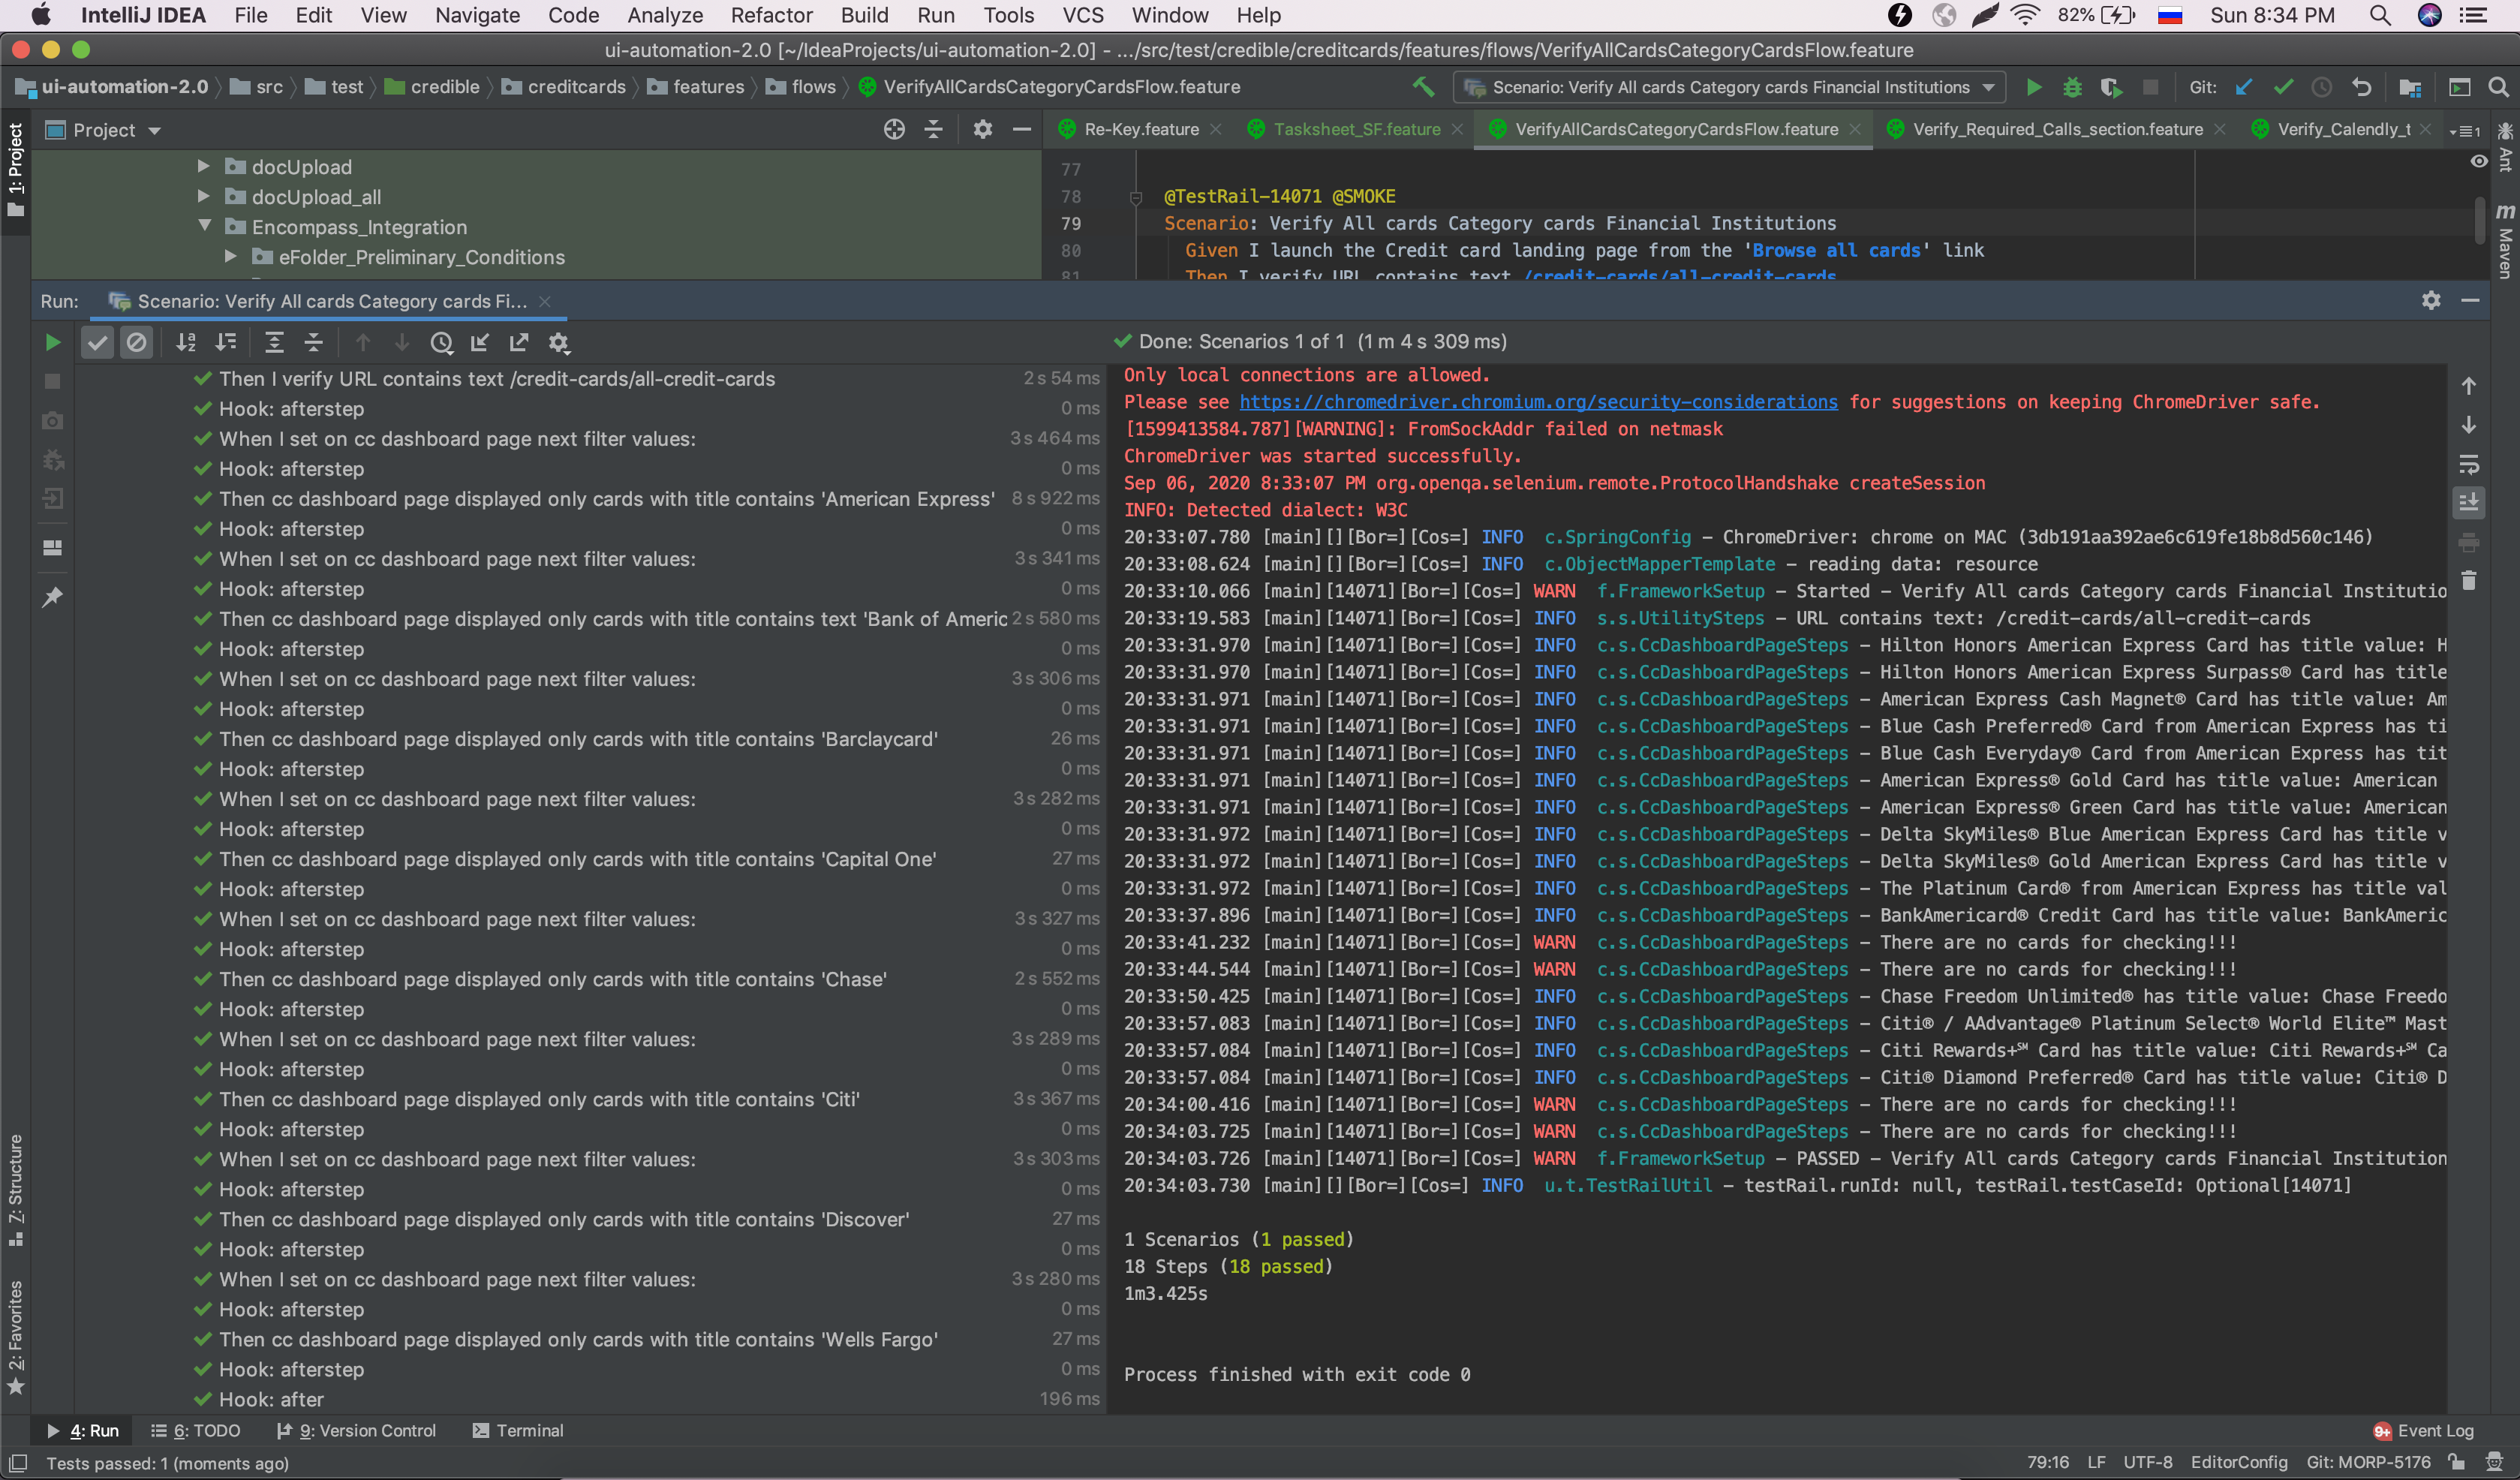 IntelliJ IDEA File Edit View Navigate Code Analyze Refactor Build Run Tools VCS Window Help 82% Sun 8:34 PM
ui-automation-2.0 [~/IdeaProjects/ui-automation-2.0] - .../src/test/credible/creditcards/features/flows/VerifyAllCardsCategoryCardsFlow.feature
ui-automation-2.0 src test credible creditcards features flows VerifyAllCardsCategoryCardsFlow.feature Scenario: Verify All cards Category cards Financial Institutions Git:
Project Re-Key.feature Tasksheet_SF.feature VerifyAllCardsCategoryCardsFlow.feature Verify_Required_Calls_section.feature Verify_Calendly_t 1
1: Project
Ant
Maven
docUpload
docUpload_all
Encompass_Integration
eFolder_Preliminary_Conditions
77
78 @TestRail-14071 @SMOKE
79 Scenario: Verify All cards Category cards Financial Institutions
80 Given I launch the Credit card landing page from the 'Browse all cards' link
81 Then I verify URL contains text /credit-cards/all-credit-cards
Run: Scenario: Verify All cards Category cards Fi...
Done: Scenarios 1 of 1 (1 m 4 s 309 ms)
Then I verify URL contains text /credit-cards/all-credit-cards 2 s 54 ms
Hook: afterstep 0 ms
When I set on cc dashboard page next filter values: 3 s 464 ms
Hook: afterstep 0 ms
Then cc dashboard page displayed only cards with title contains 'American Express' 8 s 922 ms
Hook: afterstep 0 ms
When I set on cc dashboard page next filter values: 3 s 341 ms
Hook: afterstep 0 ms
Then cc dashboard page displayed only cards with title contains text 'Bank of Americ 2 s 580 ms
Hook: afterstep 0 ms
When I set on cc dashboard page next filter values: 3 s 306 ms
Hook: afterstep 0 ms
Then cc dashboard page displayed only cards with title contains 'Barclaycard' 26 ms
Hook: afterstep 0 ms
When I set on cc dashboard page next filter values: 3 s 282 ms
Hook: afterstep 0 ms
Then cc dashboard page displayed only cards with title contains 'Capital One' 27 ms
Hook: afterstep 0 ms
When I set on cc dashboard page next filter values: 3 s 327 ms
Hook: afterstep 0 ms
Then cc dashboard page displayed only cards with title contains 'Chase' 2 s 552 ms
Hook: afterstep 0 ms
When I set on cc dashboard page next filter values: 3 s 289 ms
Hook: afterstep 0 ms
Then cc dashboard page displayed only cards with title contains 'Citi' 3 s 367 ms
Hook: afterstep 0 ms
When I set on cc dashboard page next filter values: 3 s 303 ms
Hook: afterstep 0 ms
Then cc dashboard page displayed only cards with title contains 'Discover' 27 ms
Hook: afterstep 0 ms
When I set on cc dashboard page next filter values: 3 s 280 ms
Hook: afterstep 0 ms
Then cc dashboard page displayed only cards with title contains 'Wells Fargo' 27 ms
Hook: afterstep 0 ms
Hook: after 196 ms
Only local connections are allowed.
Please see https://chromedriver.chromium.org/security-considerations for suggestions on keeping ChromeDriver safe.
[1599413584.787][WARNING]: FromSockAddr failed on netmask
ChromeDriver was started successfully.
Sep 06, 2020 8:33:07 PM org.openqa.selenium.remote.ProtocolHandshake createSession
INFO: Detected dialect: W3C
20:33:07.780 [main][][Bor=][Cos=] INFO c.SpringConfig – ChromeDriver: chrome on MAC (3db191aa392ae6c619fe18b8d560c146)
20:33:08.624 [main][][Bor=][Cos=] INFO c.ObjectMapperTemplate – reading data: resource
20:33:10.066 [main][14071][Bor=][Cos=] WARN f.FrameworkSetup – Started – Verify All cards Category cards Financial Institutio
20:33:19.583 [main][14071][Bor=][Cos=] INFO s.s.UtilitySteps – URL contains text: /credit-cards/all-credit-cards
20:33:31.970 [main][14071][Bor=][Cos=] INFO c.s.CcDashboardPageSteps – Hilton Honors American Express Card has title value: H
20:33:31.970 [main][14071][Bor=][Cos=] INFO c.s.CcDashboardPageSteps – Hilton Honors American Express Surpass® Card has title
20:33:31.971 [main][14071][Bor=][Cos=] INFO c.s.CcDashboardPageSteps – American Express Cash Magnet® Card has title value: Am
20:33:31.971 [main][14071][Bor=][Cos=] INFO c.s.CcDashboardPageSteps – Blue Cash Preferred® Card from American Express has ti
20:33:31.971 [main][14071][Bor=][Cos=] INFO c.s.CcDashboardPageSteps – Blue Cash Everyday® Card from American Express has tit
20:33:31.971 [main][14071][Bor=][Cos=] INFO c.s.CcDashboardPageSteps – American Express® Gold Card has title value: American
20:33:31.971 [main][14071][Bor=][Cos=] INFO c.s.CcDashboardPageSteps – American Express® Green Card has title value: American
20:33:31.972 [main][14071][Bor=][Cos=] INFO c.s.CcDashboardPageSteps – Delta SkyMiles® Blue American Express Card has title v
20:33:31.972 [main][14071][Bor=][Cos=] INFO c.s.CcDashboardPageSteps – Delta SkyMiles® Gold American Express Card has title v
20:33:31.972 [main][14071][Bor=][Cos=] INFO c.s.CcDashboardPageSteps – The Platinum Card® from American Express has title val
20:33:37.896 [main][14071][Bor=][Cos=] INFO c.s.CcDashboardPageSteps – BankAmericard® Credit Card has title value: BankAmeric
20:33:41.232 [main][14071][Bor=][Cos=] WARN c.s.CcDashboardPageSteps – There are no cards for checking!!!
20:33:44.544 [main][14071][Bor=][Cos=] WARN c.s.CcDashboardPageSteps – There are no cards for checking!!!
20:33:50.425 [main][14071][Bor=][Cos=] INFO c.s.CcDashboardPageSteps – Chase Freedom Unlimited® has title value: Chase Freedo
20:33:57.083 [main][14071][Bor=][Cos=] INFO c.s.CcDashboardPageSteps – Citi® / AAdvantage® Platinum Select® World Elite™ Mast
20:33:57.084 [main][14071][Bor=][Cos=] INFO c.s.CcDashboardPageSteps – Citi Rewards+℠ Card has title value: Citi Rewards+℠ Ca
20:33:57.084 [main][14071][Bor=][Cos=] INFO c.s.CcDashboardPageSteps – Citi® Diamond Preferred® Card has title value: Citi® D
20:34:00.416 [main][14071][Bor=][Cos=] WARN c.s.CcDashboardPageSteps – There are no cards for checking!!!
20:34:03.725 [main][14071][Bor=][Cos=] WARN c.s.CcDashboardPageSteps – There are no cards for checking!!!
20:34:03.726 [main][14071][Bor=][Cos=] WARN f.FrameworkSetup – PASSED – Verify All cards Category cards Financial Institution
20:34:03.730 [main][][Bor=][Cos=] INFO u.t.TestRailUtil – testRail.runId: null, testRail.testCaseId: Optional[14071]
1 Scenarios (1 passed)
18 Steps (18 passed)
1m3.425s
Process finished with exit code 0
Z: Structure
2: Favorites
4: Run 6: TODO 9: Version Control Terminal 9+ Event Log
Tests passed: 1 (moments ago) 79:16 LF UTF-8 EditorConfig Git: MORP-5176